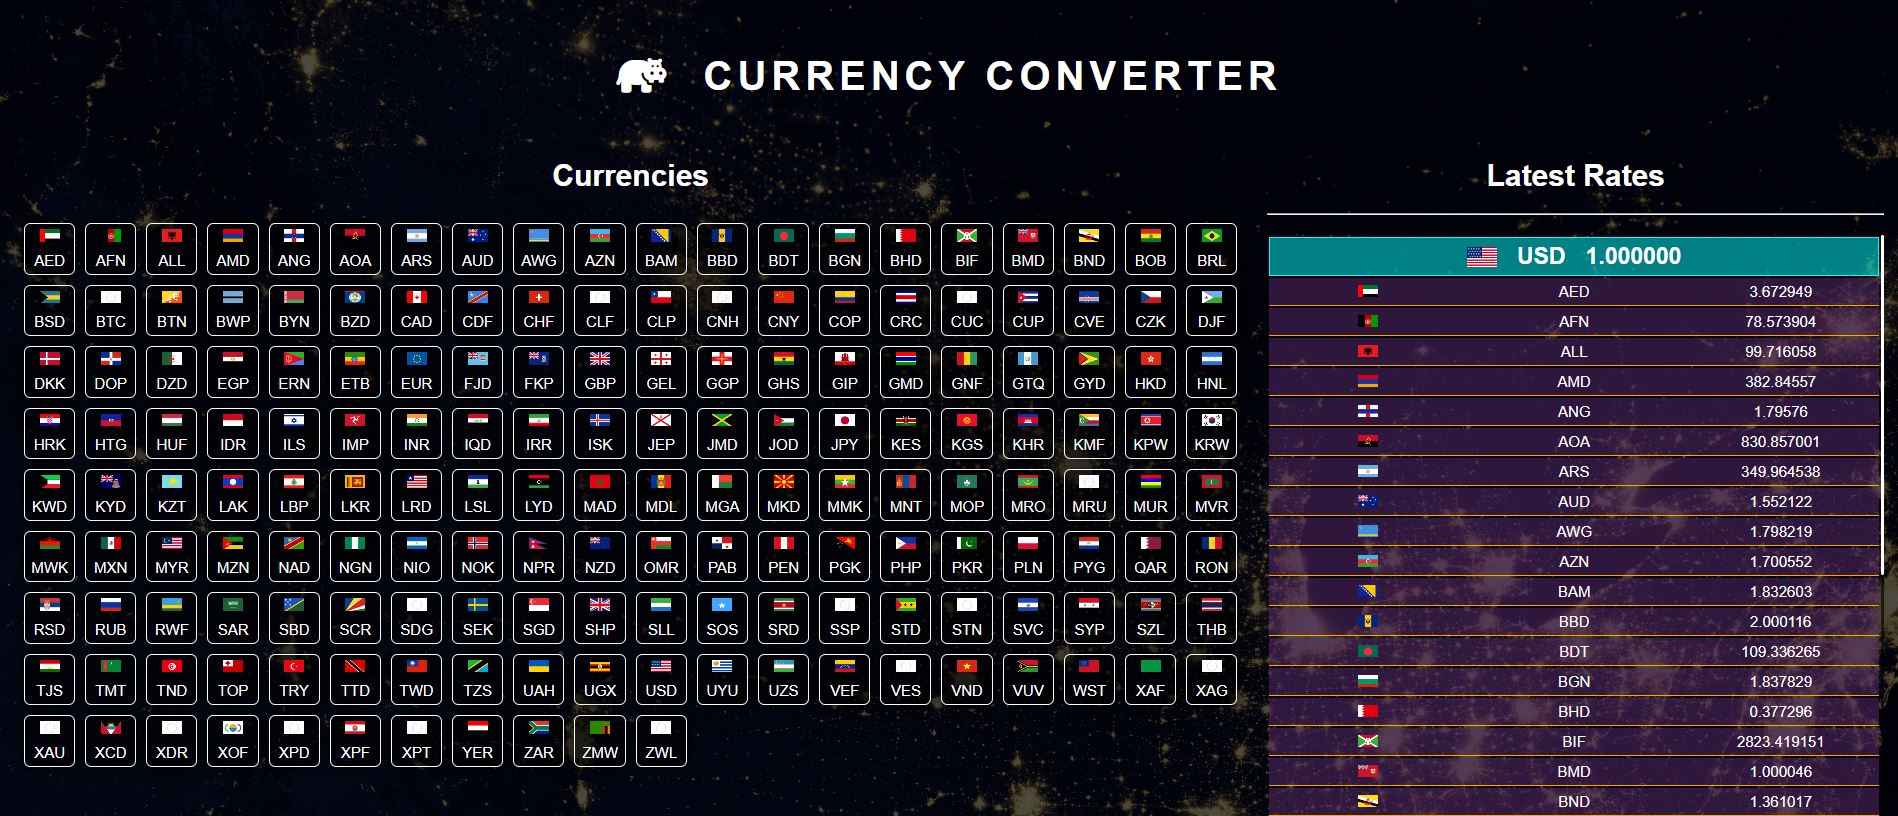 CURRENCY CONVERTER
Currencies
AED AFN ALL AMD ANG AOA ARS AUD AWG AZN BAM BBD BDT BGN BHD BIF BMD BND BOB BRL
BSD BTC BTN BWP BYN BZD CAD CDF CHF CLF CLP CNH CNY COP CRC CUC CUP CVE CZK DJF
DKK DOP DZD EGP ERN ETB EUR FJD FKP GBP GEL GGP GHS GIP GMD GNF GTQ GYD HKD HNL
HRK HTG HUF IDR ILS IMP INR IQD IRR ISK JEP JMD JOD JPY KES KGS KHR KMF KPW KRW
KWD KYD KZT LAK LBP LKR LRD LSL LYD MAD MDL MGA MKD MMK MNT MOP MRO MRU MUR MVR
MWK MXN MYR MZN NAD NGN NIO NOK NPR NZD OMR PAB PEN PGK PHP PKR PLN PYG QAR RON
RSD RUB RWF SAR SBD SCR SDG SEK SGD SHP SLL SOS SRD SSP STD STN SVC SYP SZL THB
TJS TMT TND TOP TRY TTD TWD TZS UAH UGX USD UYU UZS VEF VES VND VUV WST XAF XAG
XAU XCD XDR XOF XPD XPF XPT YER ZAR ZMW ZWL
Latest Rates
USD 1.000000
AED 3.672949
AFN 78.573904
ALL 99.716058
AMD 382.84557
ANG 1.79576
AOA 830.857001
ARS 349.964538
AUD 1.552122
AWG 1.798219
AZN 1.700552
BAM 1.832603
BBD 2.000116
BDT 109.336265
BGN 1.837829
BHD 0.377296
BIF 2823.419151
BMD 1.000046
BND 1.361017